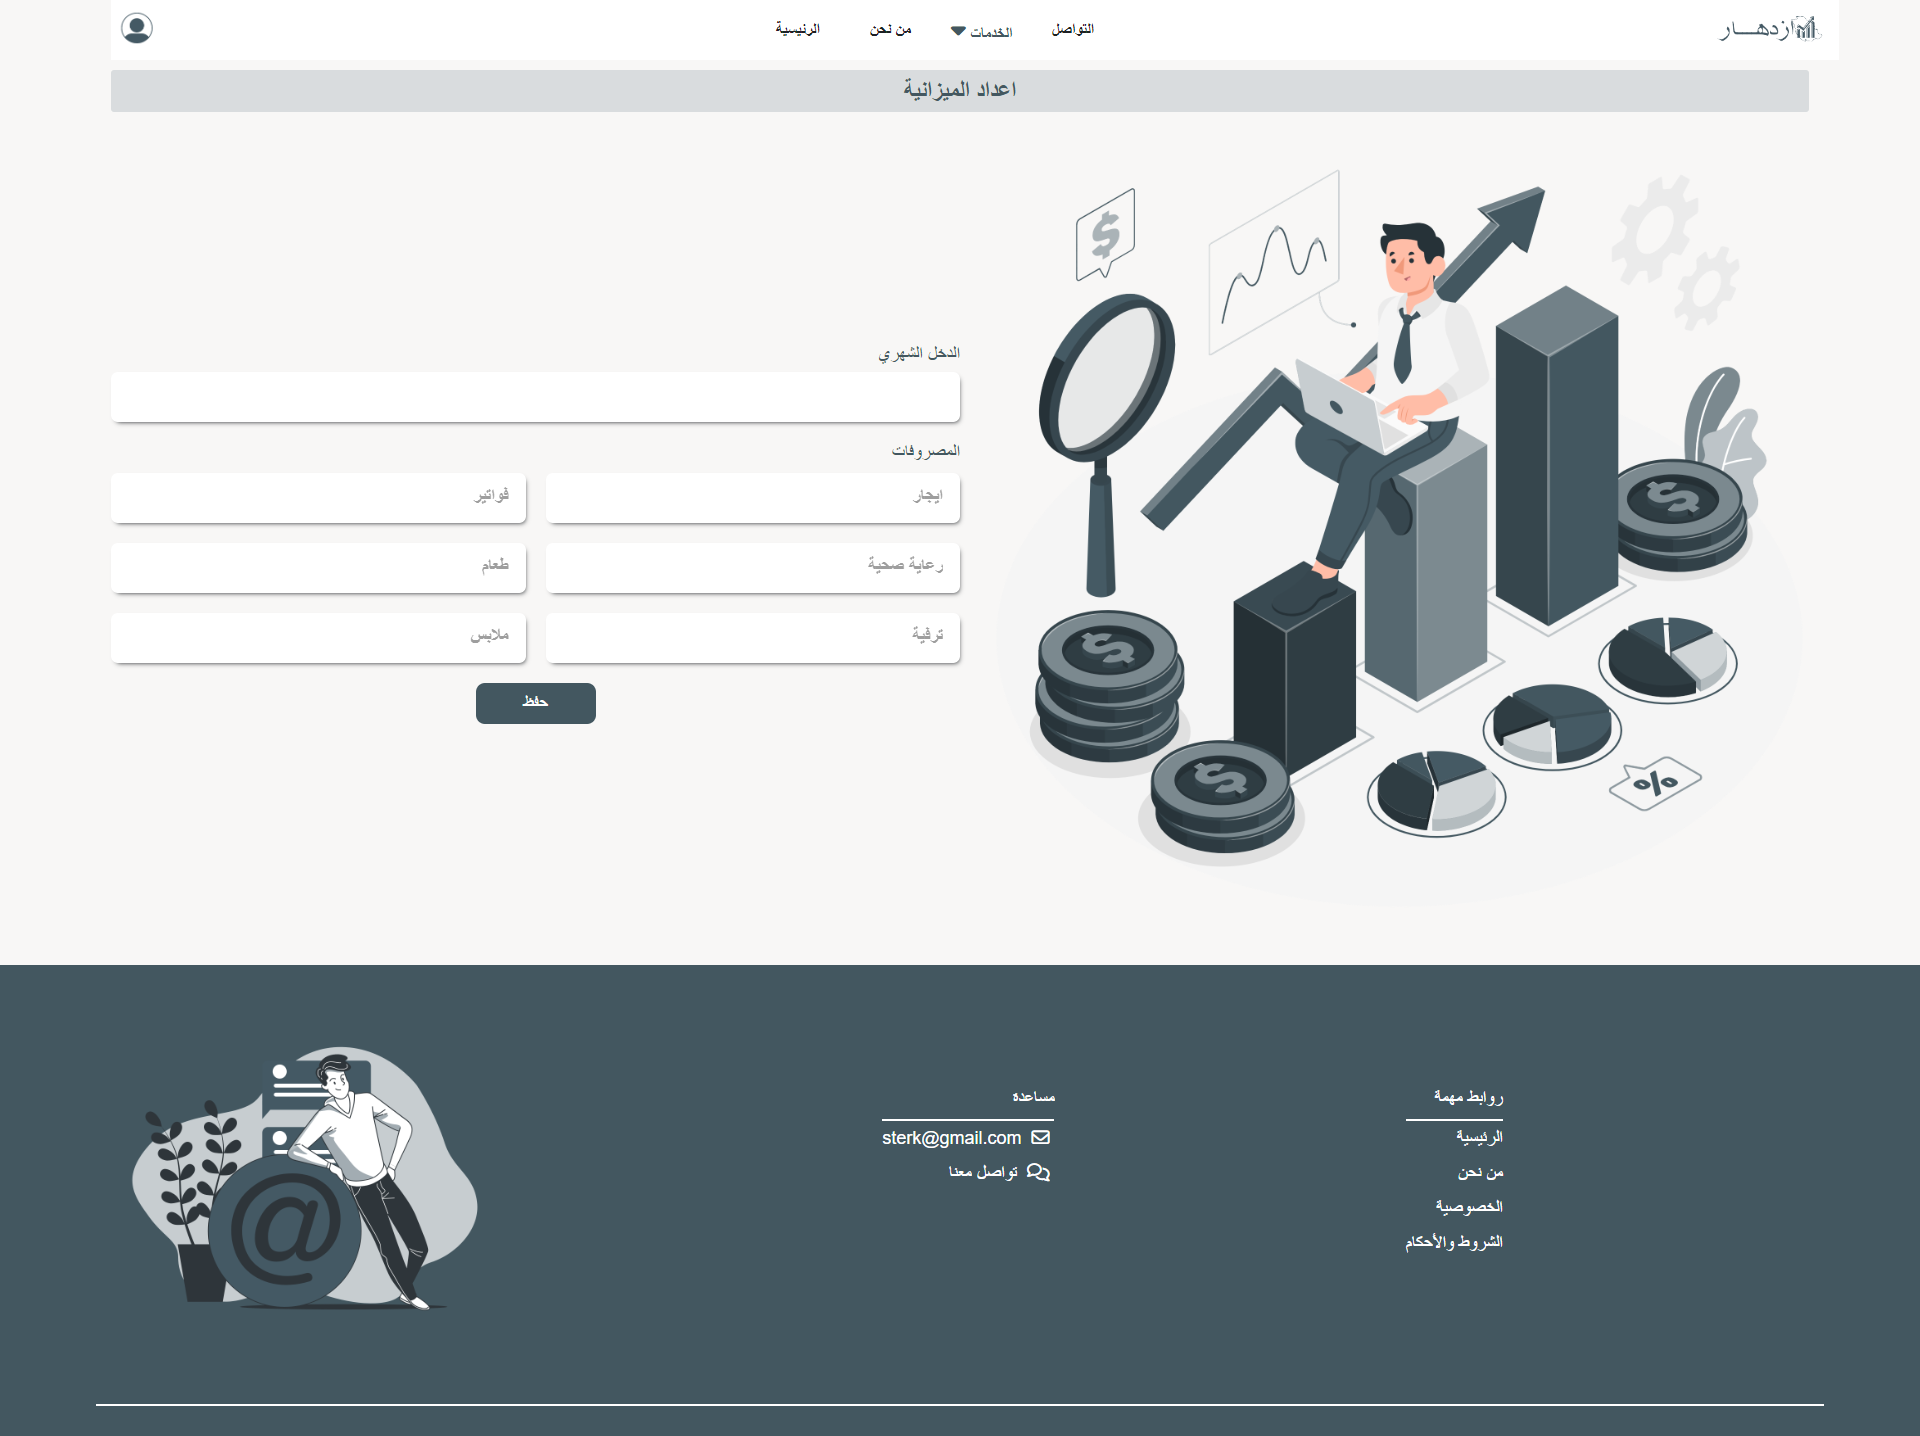 ازدهـــار
التواصل
الخدمات
من نحن
الرئيسية
اعداد الميزانية
الدخل الشهري
المصروفات
ايجار
فواتير
رعاية صحية
طعام
ترفية
ملابس
حفظ
$
$
$
$
%
روابط مهمة
الرئيسية
من نحن
الخصوصية
الشروط والأحكام
مساعدة
sterk@gmail.com
تواصل معنا
@